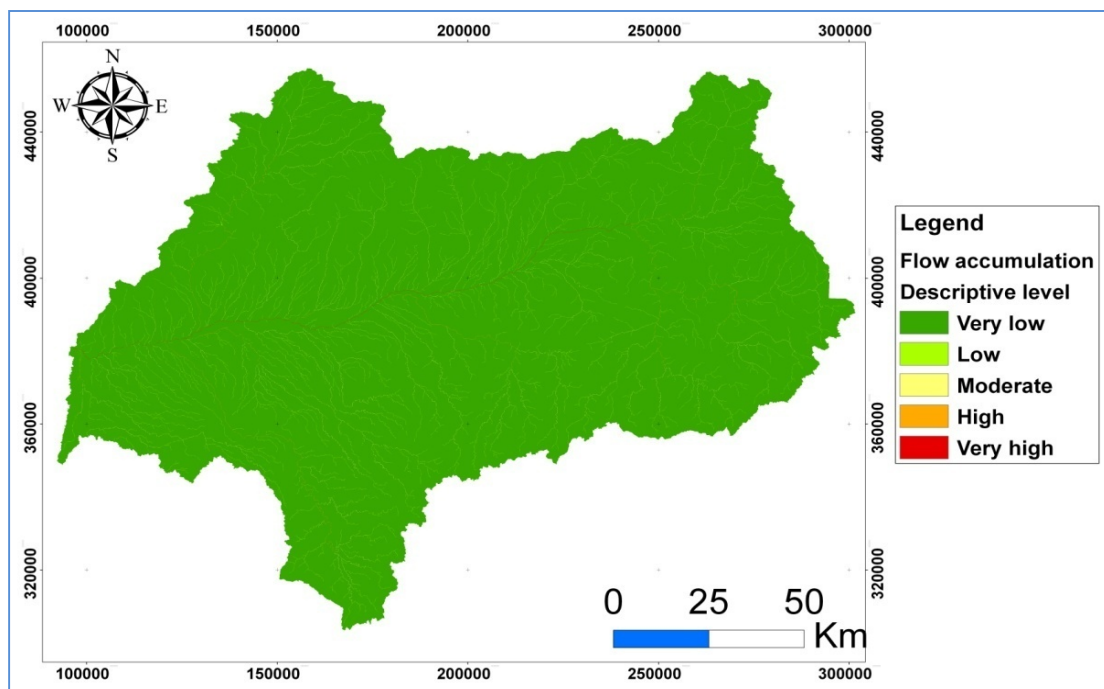 100000 150000 200000 250000 300000
N
W E
S
440000 440000
400000 400000
360000 360000
320000 320000
Legend
Flow accumulation
Descriptive level
Very low
Low
Moderate
High
Very high
0 25 50
Km
100000 150000 200000 250000 300000